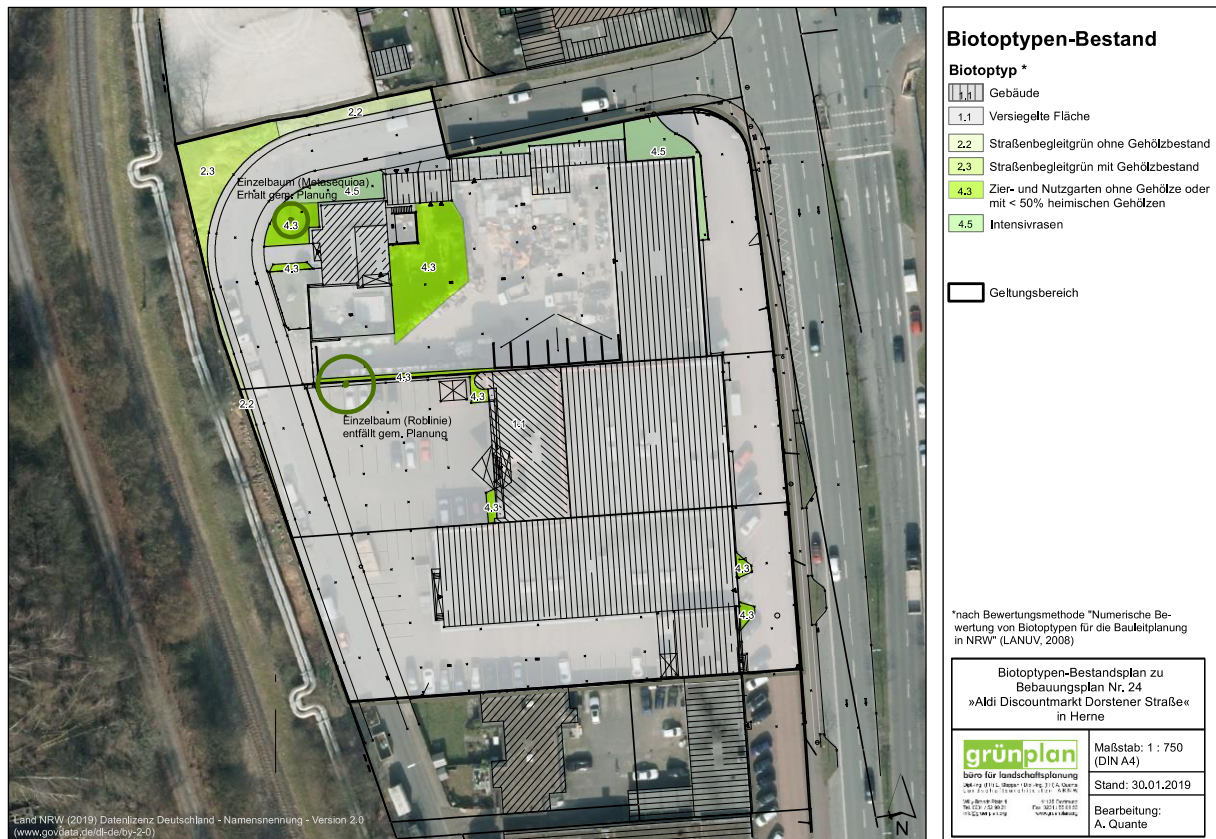 2.2
2.3
Einzelbaum (Metasequioa)
Erhalt gem. Planung
4.5
4.5
4.3
4.3
4.3
4.3
2.2
4.3
Einzelbaum (Roblinie)
entfällt gem. Planung
1.1
4.3
4.3
4.3
Land NRW (2019) Datenlizenz Deutschland - Namensnennung - Version 2.0
(www.govdata.de/dl-de/by-2-0)
N
Biotoptypen-Bestand
Biotoptyp *
1.1 Gebäude
1.1 Versiegelte Fläche
2.2 Straßenbegleitgrün ohne Gehölzbestand
2.3 Straßenbegleitgrün mit Gehölzbestand
4.3 Zier- und Nutzgarten ohne Gehölze oder
mit < 50% heimischen Gehölzen
4.5 Intensivrasen
Geltungsbereich
*nach Bewertungsmethode "Numerische Be-
wertung von Biotoptypen für die Bauleitplanung
in NRW" (LANUV, 2008)
Biotoptypen-Bestandsplan zu
Bebauungsplan Nr. 24
»Aldi Discountmarkt Dorstener Straße«
in Herne
grünplan
büro für landschaftsplanung
Maßstab: 1 : 750
(DIN A4)
Stand: 30.01.2019
Bearbeitung:
A. Quante